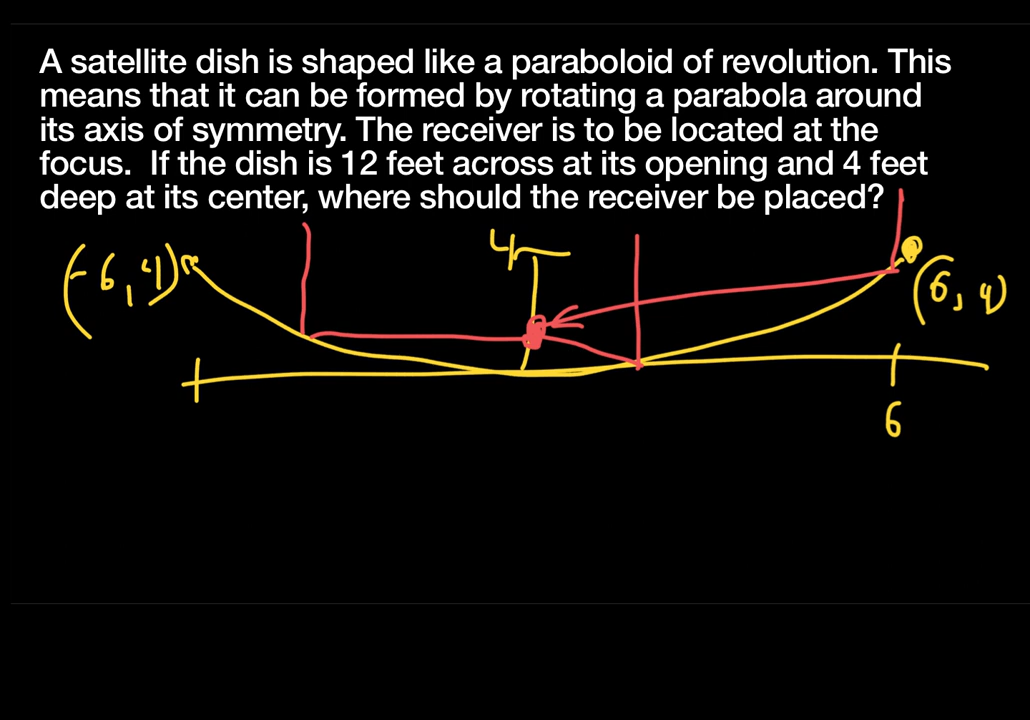 A satellite dish is shaped like a paraboloid of revolution. This
means that it can be formed by rotating a parabola around
its axis of symmetry. The receiver is to be located at the
focus. If the dish is 12 feet across at its opening and 4 feet
deep at its center, where should the receiver be placed?
4
(-6,4)
(6,4)
6